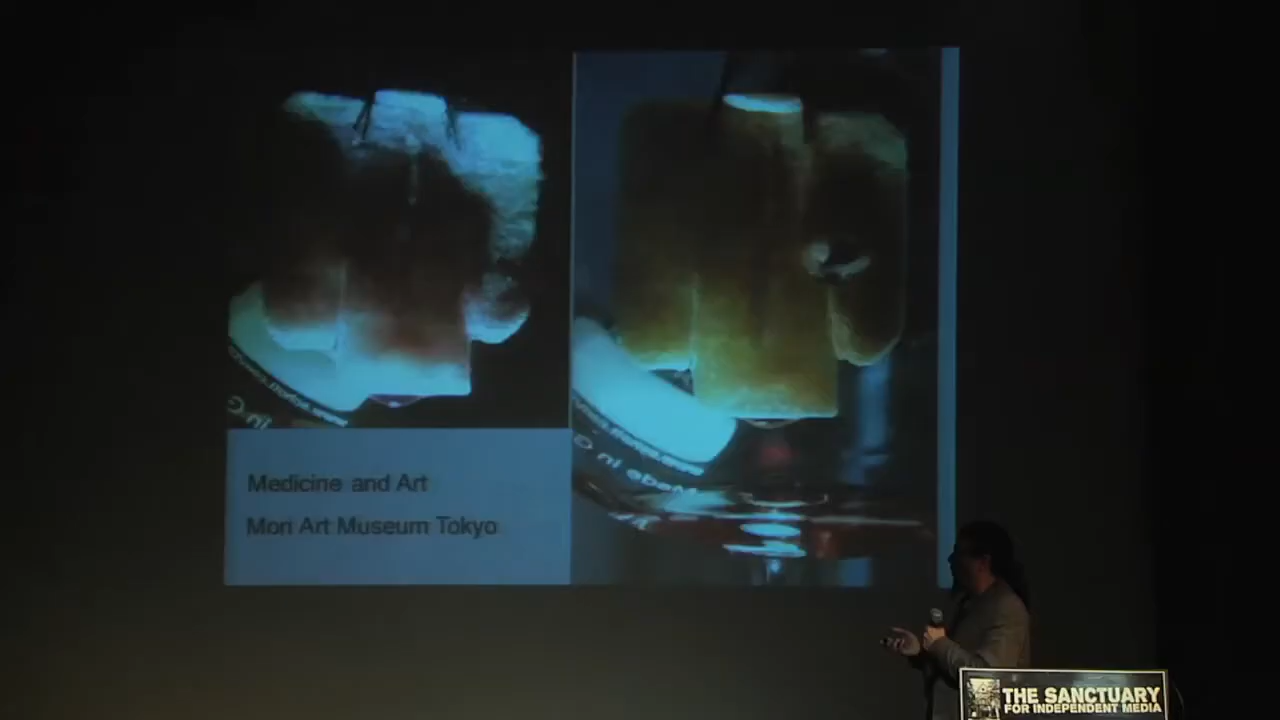 Medicine and Art
Mori Art Museum Tokyo
THE SANCTUARY
FOR INDEPENDENT MEDIA